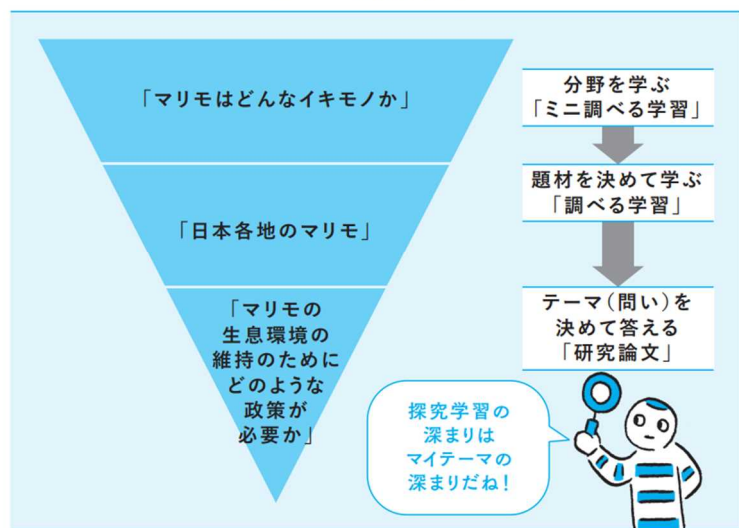 「マリモはどんなイキモノか」
「日本各地のマリモ」
「マリモの
生息環境の
維持のために
どのような
政策が
必要か」
分野を学ぶ
「ミニ調べる学習」
題材を決めて学ぶ
「調べる学習」
テーマ（問い）を
決めて答える
「研究論文」
探究学習の
深まりは
マイテーマの
深まりだね！